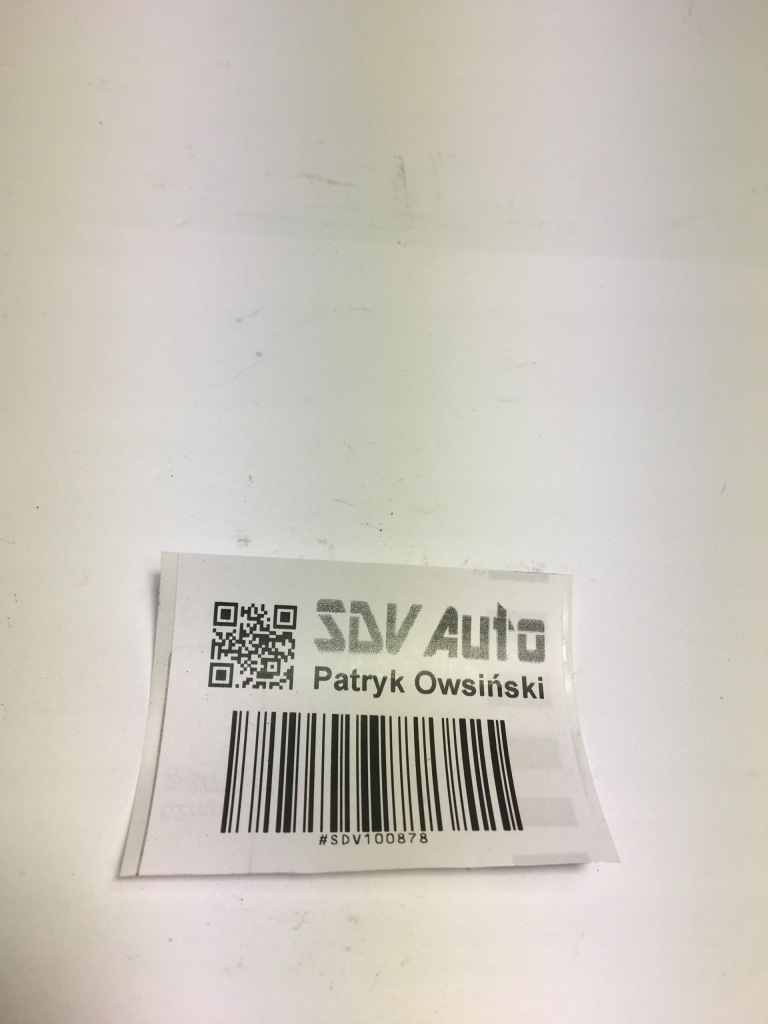 SDV Auto
Patryk Owsiński
#SDV100878